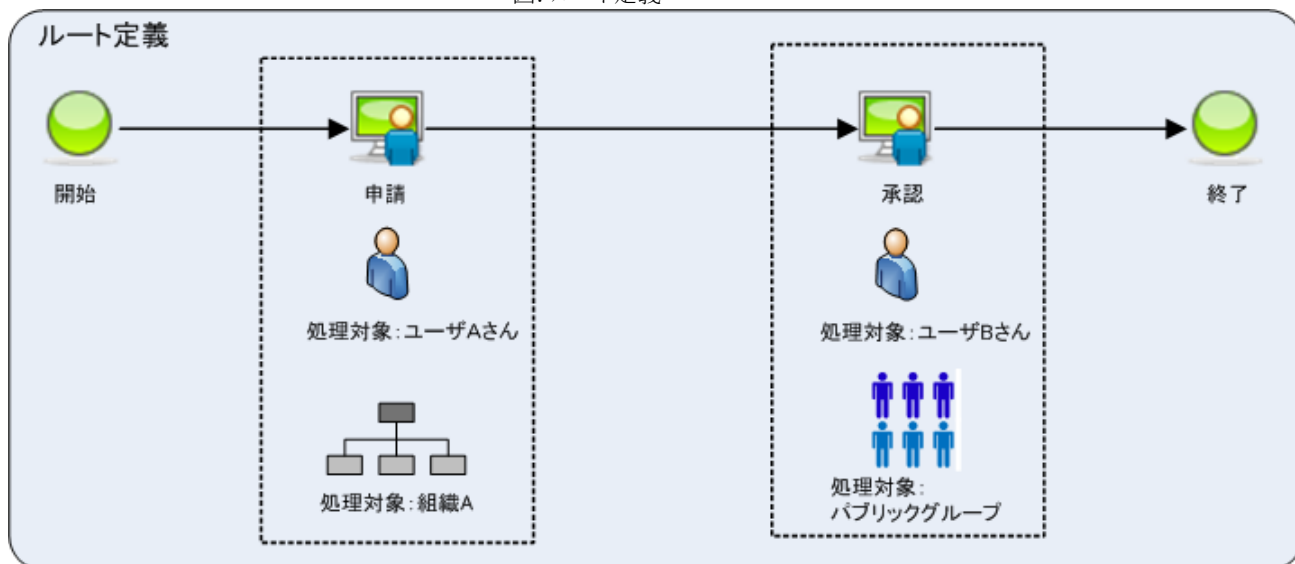 ルート定義
開始
申請
承認
終了
処理対象：ユーザAさん
処理対象：ユーザBさん
処理対象：組織A
処理対象：
パブリックグループ